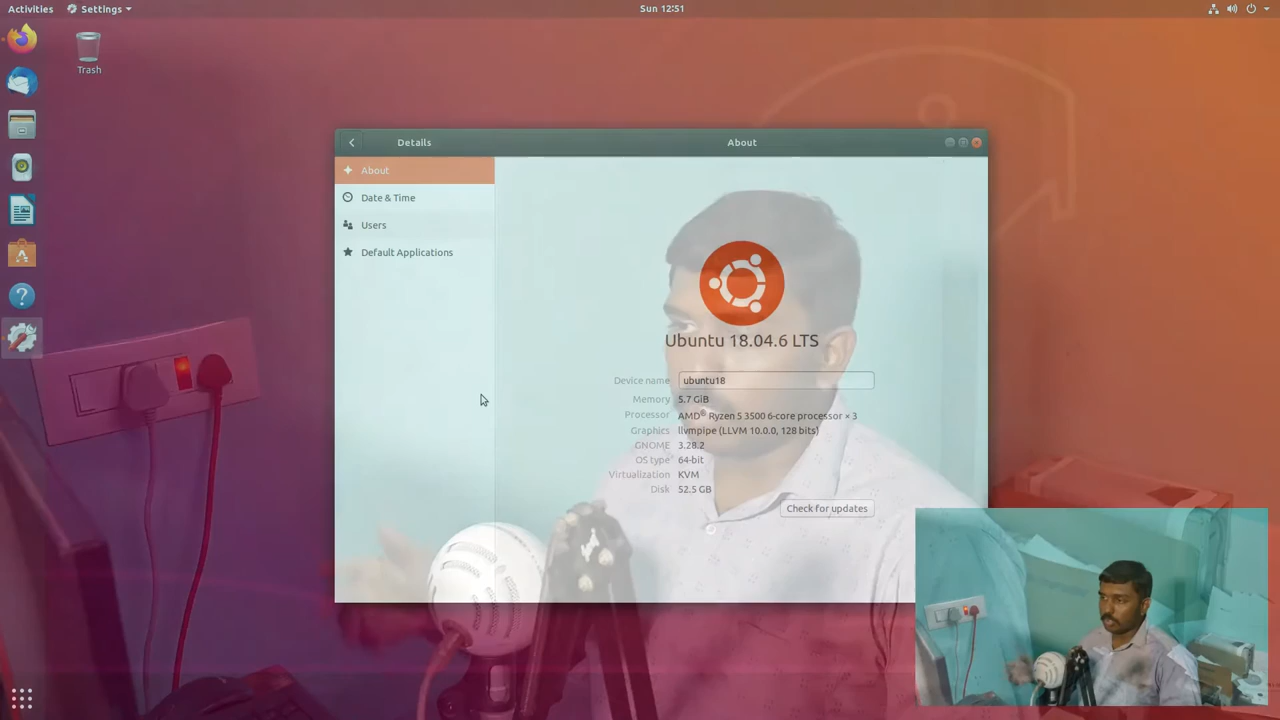 Activities
Settings
Sun 12:51
Trash
Details
About
About
Date & Time
Users
Default Applications
Ubuntu 18.04.6 LTS
Device name ubuntu18
Memory 5.7 GiB
Processor AMD® Ryzen 5 3500 6-core processor × 3
Graphics llvmpipe (LLVM 10.0.0, 128 bits)
GNOME 3.28.2
OS type 64-bit
Virtualization KVM
Disk 52.5 GB
Check for updates